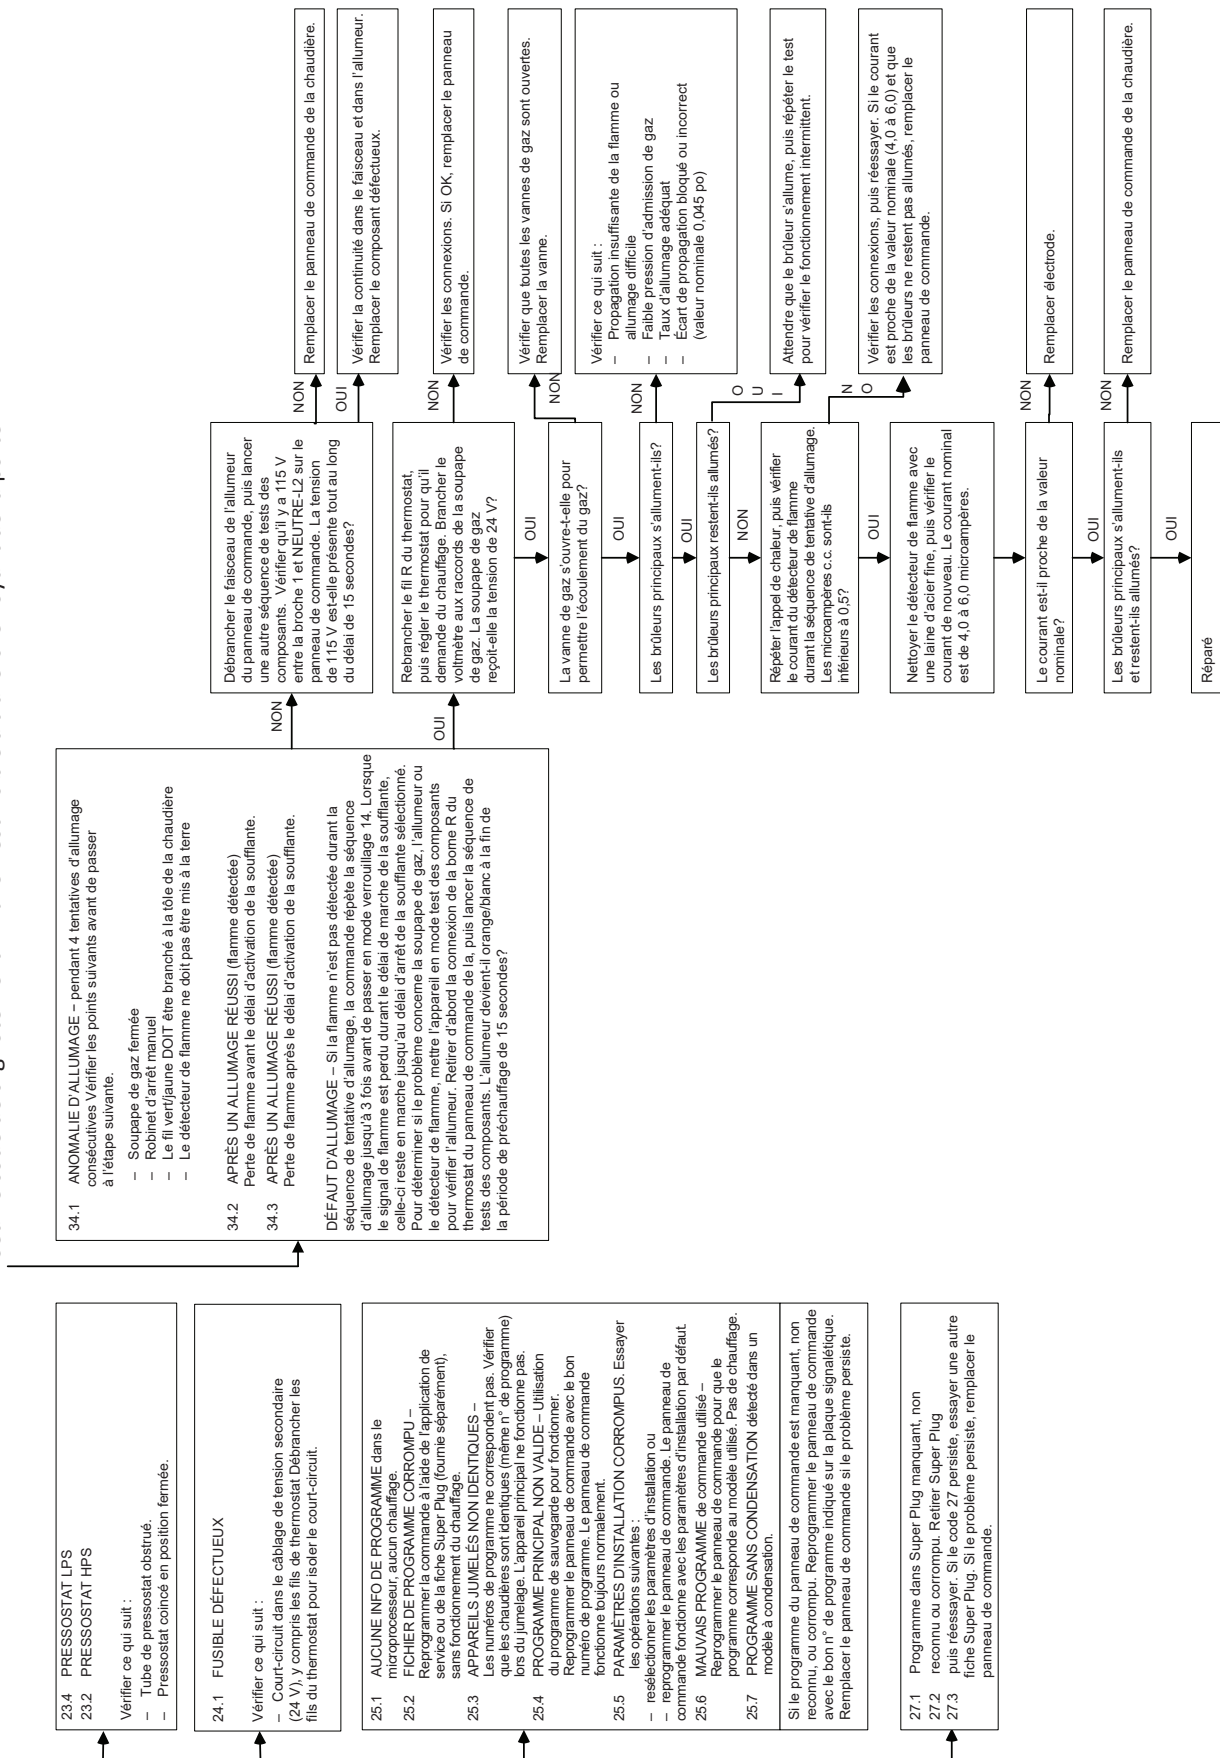 23.4 PRESSOSTAT LPS
23.2 PRESSOSTAT HPS
Vérifier ce qui suit :
– Tube de pressostat obstrué.
– Pressostat coincé en position fermée.
24.1 FUSIBLE DÉFECTUEUX
Vérifier ce qui suit :
– Court-circuit dans le câblage de tension secondaire
(24 V), y compris les fils de thermostat Débrancher les
fils du thermostat pour isoler le court-circuit.
25.1 AUCUNE INFO DE PROGRAMME dans le
microprocesseur, aucun chauffage.
25.2 FICHIER DE PROGRAMME CORROMPU –
Reprogrammer la commande à l'aide de l'application de
service ou de la fiche Super Plug (fournie séparément),
sans fonctionnement du chauffage.
25.3 APPAREILS JUMELÉS NON IDENTIQUES –
Les numéros de programme ne correspondent pas. Vérifier
que les chaudières sont identiques (même n° de programme)
lors du jumelage. L'appareil principal ne fonctionne pas.
25.4 PROGRAMME PRINCIPAL NON VALIDE – Utilisation
du programme de sauvegarde pour fonctionner.
Reprogrammer le panneau de commande avec le bon
numéro de programme. Le panneau de commande
fonctionne toujours normalement.
25.5 PARAMÈTRES D'INSTALLATION CORROMPUS. Essayer
les opérations suivantes :
– resélectionner les paramètres d'installation ou
– reprogrammer le panneau de commande. Le panneau de
commande fonctionne avec les paramètres d'installation par défaut.
25.6 MAUVAIS PROGRAMME de commande utilisé –
Reprogrammer le panneau de commande pour que le
programme corresponde au modèle utilisé. Pas de chauffage.
25.7 PROGRAMME SANS CONDENSATION détecté dans un
modèle à condensation.
Si le programme du panneau de commande est manquant, non
reconnu, ou corrompu. Reprogrammer le panneau de commande
avec le bon n° de programme indiqué sur la plaque signalétique.
Remplacer le panneau de commande si le problème persiste.
27.1 Programme dans Super Plug manquant, non
27.2 reconnu ou corrompu. Retirer Super Plug
27.3 puis réessayer. Si le code 27 persiste, essayer une autre
fiche Super Plug. Si le problème persiste, remplacer le
panneau de commande.
34.1 ANOMALIE D'ALLUMAGE – pendant 4 tentatives d'allumage
consécutives Vérifier les points suivants avant de passer
à l'étape suivante.
– Soupape de gaz fermée
– Robinet d'arrêt manuel
– Le fil vert/jaune DOIT être branché à la tôle de la chaudière
– Le détecteur de flamme ne doit pas être mis à la terre
34.2 APRÈS UN ALLUMAGE RÉUSSI (flamme détectée)
Perte de flamme avant le délai d'activation de la soufflante.
34.3 APRÈS UN ALLUMAGE RÉUSSI (flamme détectée)
Perte de flamme après le délai d'activation de la soufflante.
DÉFAUT D'ALLUMAGE – Si la flamme n'est pas détectée durant la
séquence de tentative d'allumage, la commande répète la séquence
d'allumage jusqu'à 3 fois avant de passer en mode verrouillage 14. Lorsque
le signal de flamme est perdu durant le délai de marche de la soufflante,
celle-ci reste en marche jusqu'au délai d'arrêt de la soufflante sélectionné.
Pour déterminer si le problème concerne la soupape de gaz, l'allumeur ou
le détecteur de flamme, mettre l'appareil en mode test des composants
pour vérifier l'allumeur. Retirer d'abord la connexion de la borne R du
thermostat du panneau de commande de la, puis lancer la séquence de
tests des composants. L'allumeur devient-il orange/blanc à la fin de
la période de préchauffage de 15 secondes?
NON
OUI
Débrancher le faisceau de l'allumeur
du panneau de commande, puis lancer
une autre séquence de tests des
composants. Vérifier qu'il y a 115 V
entre la broche 1 et NEUTRE-L2 sur le
panneau de commande. La tension
de 115 V est-elle présente tout au long
du délai de 15 secondes?
NON
Remplacer le panneau de commande de la chaudière.
OUI
Vérifier la continuité dans le faisceau et dans l'allumeur.
Remplacer le composant défectueux.
Rebrancher le fil R du thermostat,
puis régler le thermostat pour qu'il
demande du chauffage. Brancher le
voltmètre aux raccords de la soupape
de gaz. La soupape de gaz
reçoit-elle la tension de 24 V?
NON
Vérifier les connexions. Si OK, remplacer le panneau
de commande.
OUI
La vanne de gaz s'ouvre-t-elle pour
permettre l'écoulement du gaz?
NON
Vérifier que toutes les vannes de gaz sont ouvertes.
Remplacer la vanne.
OUI
Les brûleurs principaux s'allument-ils?
NON
Vérifier ce qui suit :
– Propagation insuffisante de la flamme ou
allumage difficile
– Faible pression d'admission de gaz
– Taux d'allumage adéquat
– Écart de propagation bloqué ou incorrect
(valeur nominale 0,045 po)
OUI
Les brûleurs principaux restent-ils allumés?
O
U
I
Attendre que le brûleur s'allume, puis répéter le test
pour vérifier le fonctionnement intermittent.
NON
Répéter l'appel de chaleur, puis vérifier
le courant du détecteur de flamme
durant la séquence de tentative d'allumage.
Les microampères c.c. sont-ils
inférieurs à 0,5?
N
O
Vérifier les connexions, puis réessayer. Si le courant
est proche de la valeur nominale (4,0 à 6,0) et que
les brûleurs ne restent pas allumés, remplacer le
panneau de commande.
OUI
Nettoyer le détecteur de flamme avec
une laine d'acier fine, puis vérifier le
courant de nouveau. Le courant nominal
est de 4,0 à 6,0 microampères.
Le courant est-il proche de la valeur
nominale?
NON
Remplacer électrode.
OUI
Les brûleurs principaux s'allument-ils
et restent-ils allumés?
NON
Remplacer le panneau de commande de la chaudière.
OUI
Réparé